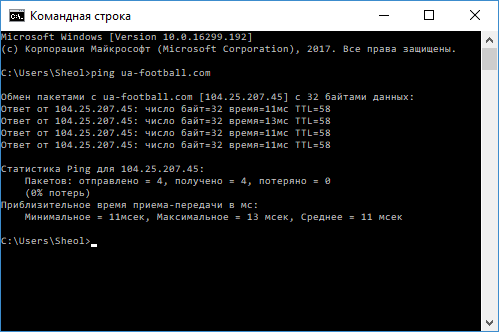 Командная строка
Microsoft Windows [Version 10.0.16299.192]
(c) Корпорация Майкрософт (Microsoft Corporation), 2017. Все права защищены.
C:\Users\Sheol>ping ua-football.com
Обмен пакетами с ua-football.com [104.25.207.45] с 32 байтами данных:
Ответ от 104.25.207.45: число байт=32 время=11мс TTL=58
Ответ от 104.25.207.45: число байт=32 время=13мс TTL=58
Ответ от 104.25.207.45: число байт=32 время=11мс TTL=58
Ответ от 104.25.207.45: число байт=32 время=11мс TTL=58
Статистика Ping для 104.25.207.45:
Пакетов: отправлено = 4, получено = 4, потеряно = 0
(0% потерь)
Приблизительное время приема-передачи в мс:
Минимальное = 11мсек, Максимальное = 13 мсек, Среднее = 11 мсек
C:\Users\Sheol>